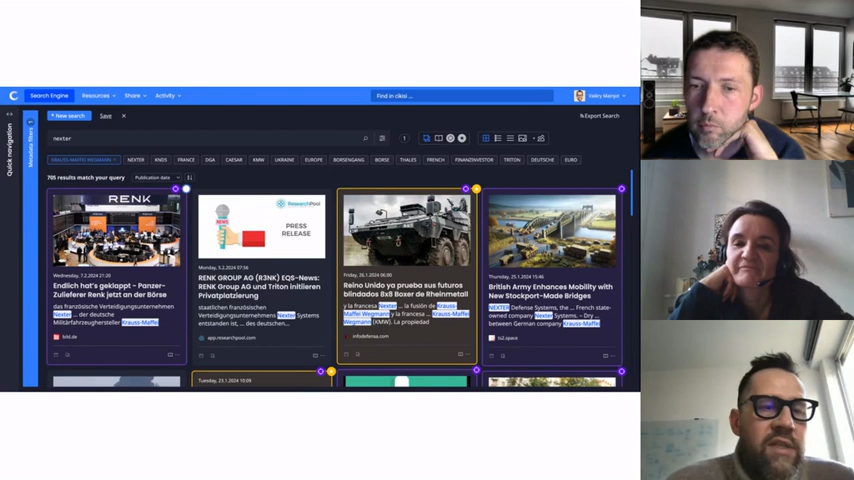 Search Engine
Resources
Share
Activity
Find in cikisi ...
Valéry Mainjot
Quick navigation
Metadata filters
New search
Save
Export Search
nexter
1
KRAUSS-MAFFEI WEGMANN
NEXTER
KNDS
FRANCE
DGA
CAESAR
KMW
UKRAINE
EUROPE
BORSENGANG
BORSE
THALES
FRENCH
FINANZINVESTOR
TRITON
DEUTSCHE
EURO
705 results match your query
Publication date
RENK
Wednesday, 7.2.2024 21:20
Endlich hat's geklappt - Panzer-
Zulieferer Renk jetzt an der Börse
das französische Verteidigungsunternehmen
Nexter ... der deutsche
Militärfahrzeughersteller Krauss-Maffei
bild.de
ResearchPool
NEWS
PRESS
RELEASE
Monday, 5.2.2024 07:56
RENK GROUP AG (R3NK) EQS-News:
RENK Group AG und Triton initiieren
Privatplatzierung
staatlichen französischen
Verteidigungsunternehmens Nexter Systems
entstanden ist, ... des deutschen...
app.researchpool.com
Friday, 26.1.2024 06:00
Reino Unido ya prueba sus futuros
blindados 8x8 Boxer de Rheinmetall
y la francesa Nexter ... la fusión de Krauss-
Maffei Wegmann y la francesa ... Krauss-Maffei
Wegmann (KMW). La propiedad
infodefensa.com
Thursday, 25.1.2024 15:46
British Army Enhances Mobility with
New Stockport-Made Bridges
NEXTER Defense Systems, the ... French state-
owned company Nexter Systems. – Dry ...
between German company Krauss-Maffei
ts2.space
Tuesday, 23.1.2024 10:09